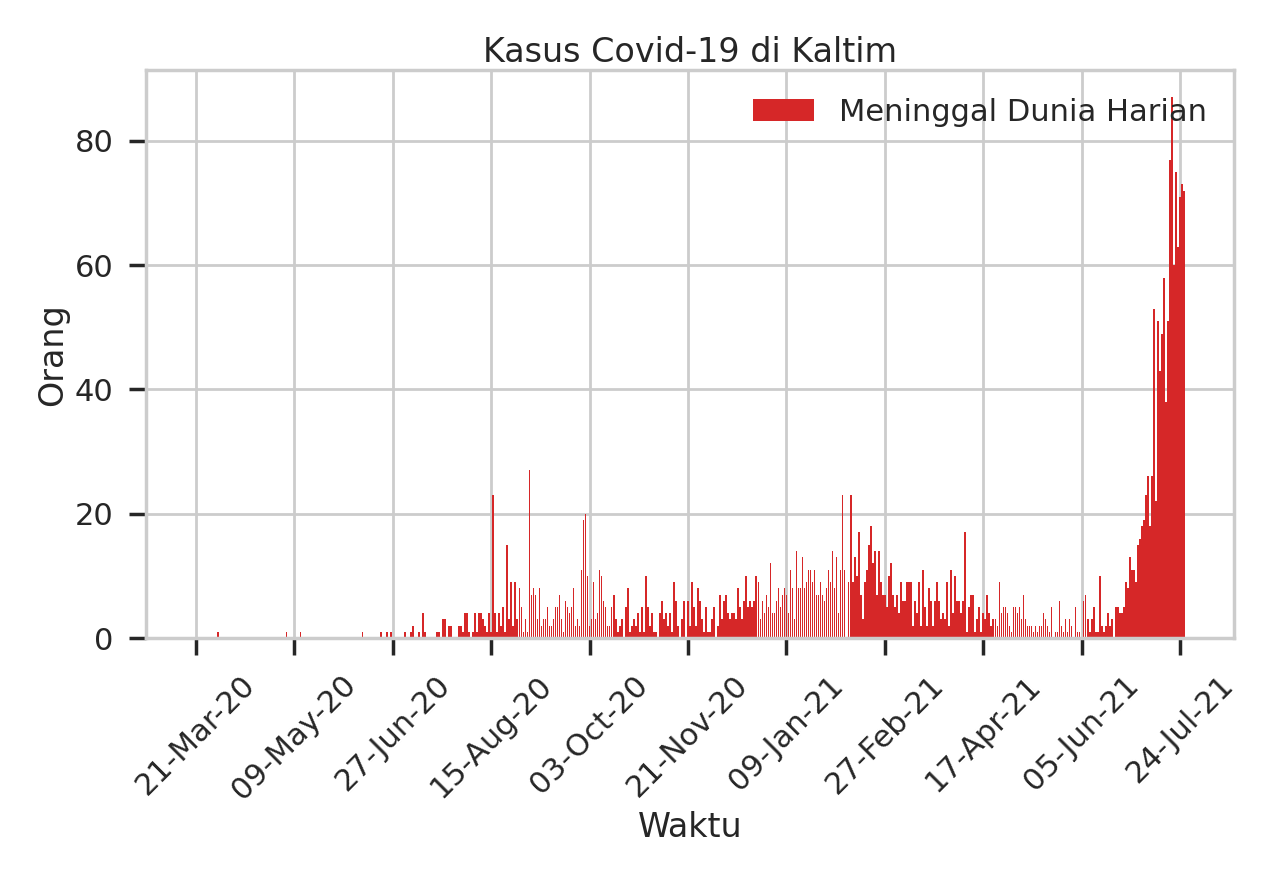 Kasus Covid-19 di Kaltim
Meninggal Dunia Harian
Orang
80
60
40
20
0
21-Mar-20
09-May-20
27-Jun-20
15-Aug-20
03-Oct-20
21-Nov-20
09-Jan-21
27-Feb-21
17-Apr-21
05-Jun-21
24-Jul-21
Waktu